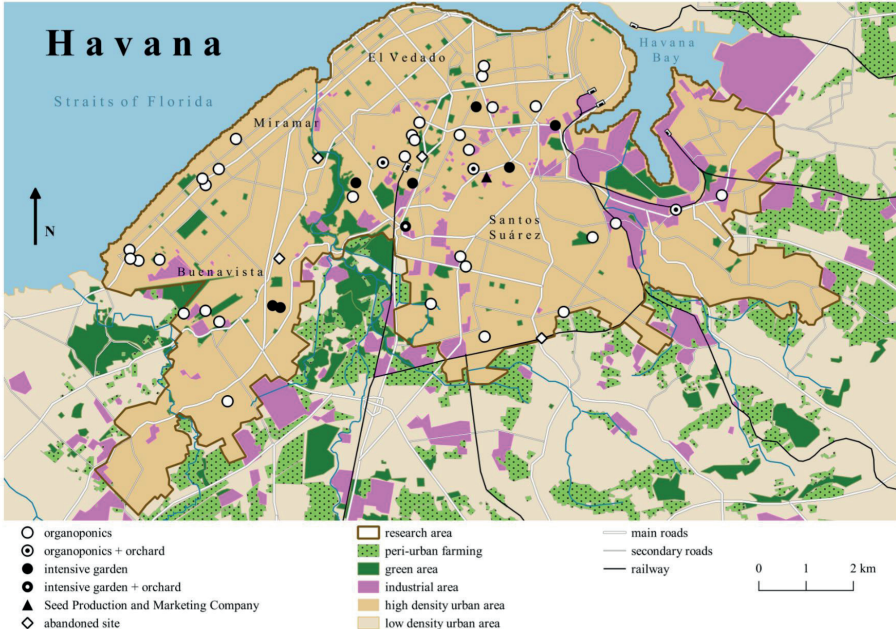 Havana
El Vedado
Havana
Bay
Straits of Florida
Miramar
N
Santos
Suárez
Buenavista
organoponics
organoponics + orchard
intensive garden
intensive garden + orchard
Seed Production and Marketing Company
abandoned site
research area
peri-urban farming
green area
industrial area
high density urban area
low density urban area
main roads
secondary roads
railway
0 1 2 km